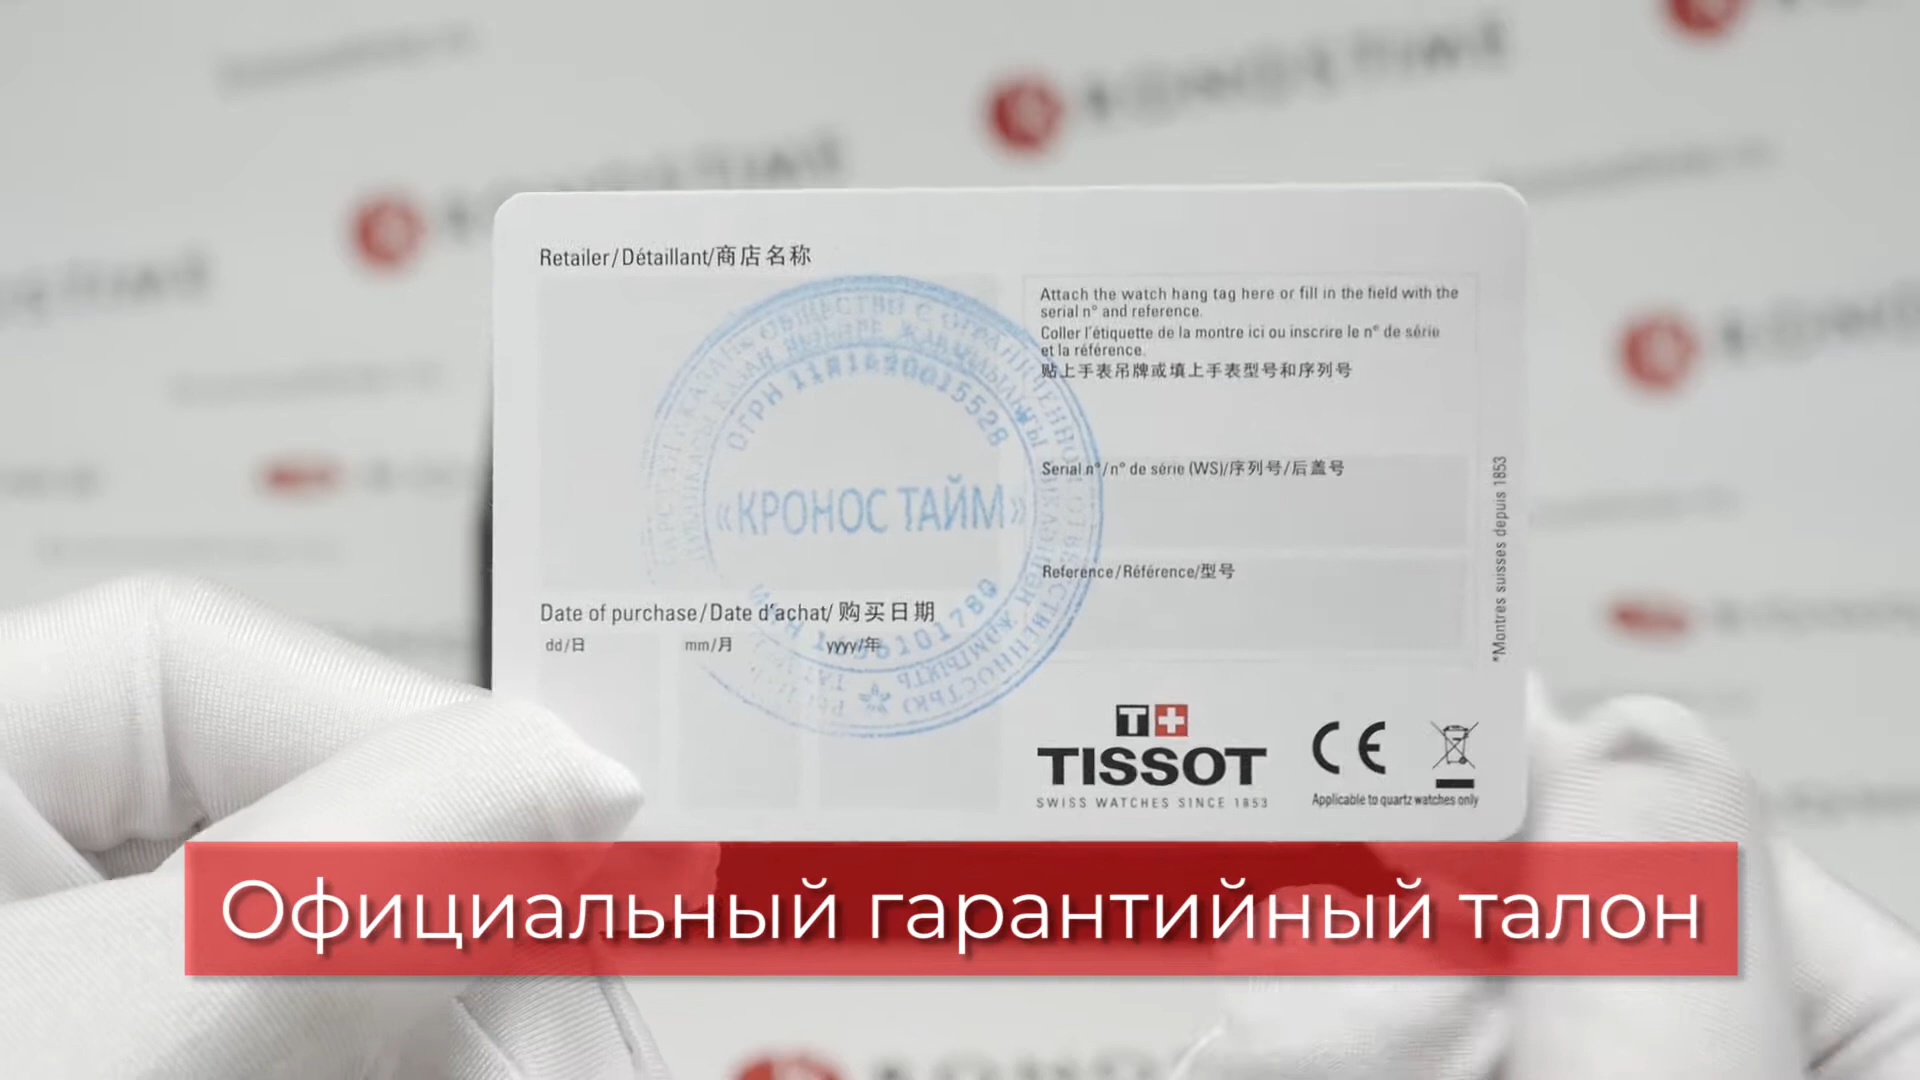 Retailer/Détaillant/商店名称
Attach the watch hang tag here or fill in the field with the
serial n° and reference.
Coller l'étiquette de la montre ici ou inscrire le n° de série
et la référence.
贴上手表吊牌或填上手表型号和序列号
ОГРН 1181690015528
«КРОНОС ТАЙМ»
Serial n°/n° de série (WS)/序列号/后盖号
Reference/Référence/型号
*Montres suisses depuis 1853
Date of purchase/Date d'achat/购买日期
dd/日 mm/月 yyyy/年
T+
TISSOT
SWISS WATCHES SINCE 1853
CE
Applicable to quartz watches only
Официальный гарантийный талон